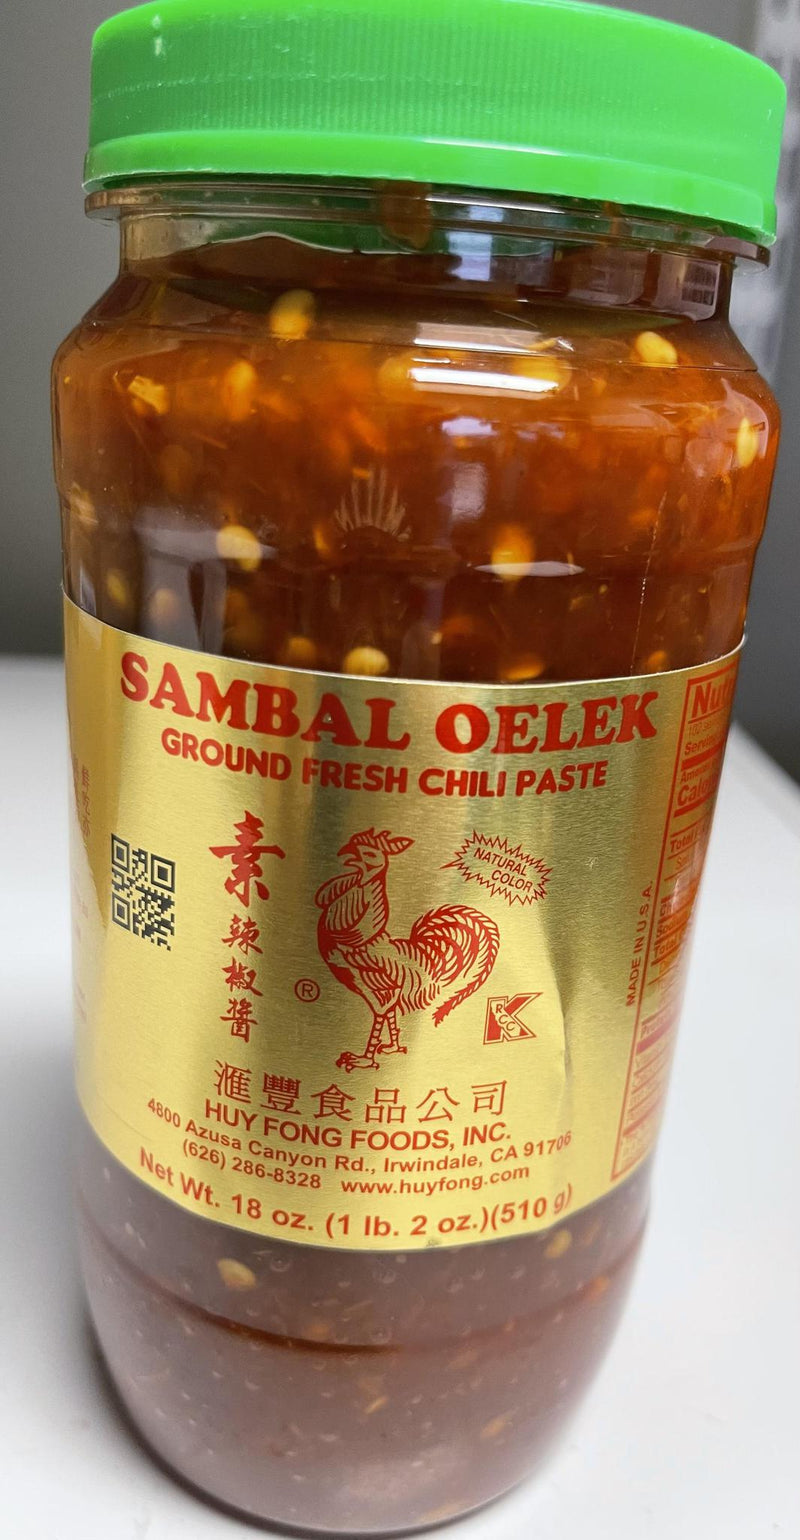 SAMBAL OELEK
GROUND FRESH CHILI PASTE
素
辣椒醬
NATURAL
COLOR
®
RCC
K
滙豐食品公司
HUY FONG FOODS, INC.
4800 Azusa Canyon Rd., Irwindale, CA 91706
(626) 286-8328 www.huyfong.com
Net Wt. 18 oz. (1 lb. 2 oz.)(510 g)
MADE IN U.S.A.